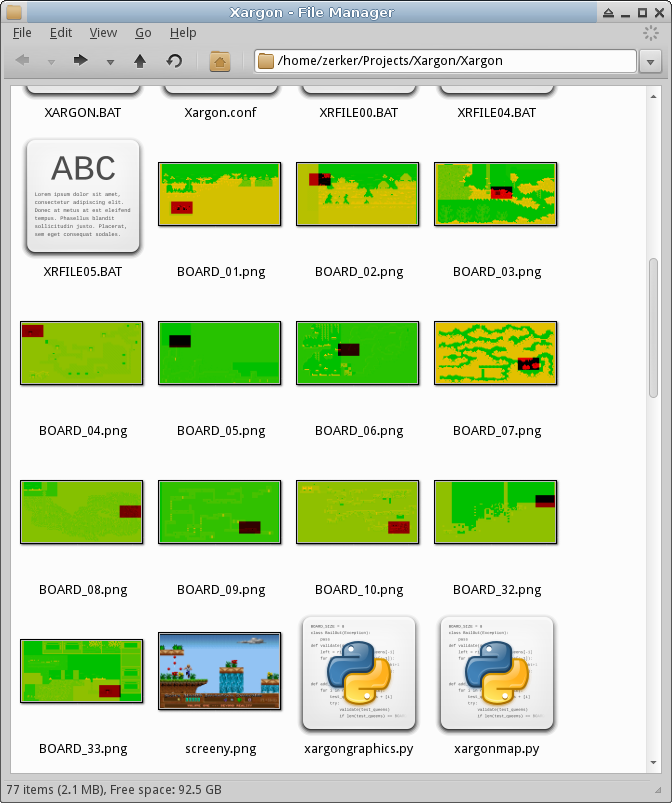 Xargon - File Manager
File Edit View Go Help
/home/zerker/Projects/Xargon/Xargon
XARGON.BAT Xargon.conf XRFILE00.BAT XRFILE04.BAT
ABC
Lorem ipsum dolor sit amet,
consectetur adipiscing elit.
Donec at metus at est eleifend
tempus. Phasellus blandit
sollicitudin justo. Placerat,
sem eget consequat sodales.
XRFILE05.BAT BOARD_01.png BOARD_02.png BOARD_03.png
BOARD_04.png BOARD_05.png BOARD_06.png BOARD_07.png
BOARD_08.png BOARD_09.png BOARD_10.png BOARD_32.png
BOARD_33.png screeny.png xargongraphics.py xargonmap.py
77 items (2.1 MB), Free space: 92.5 GB